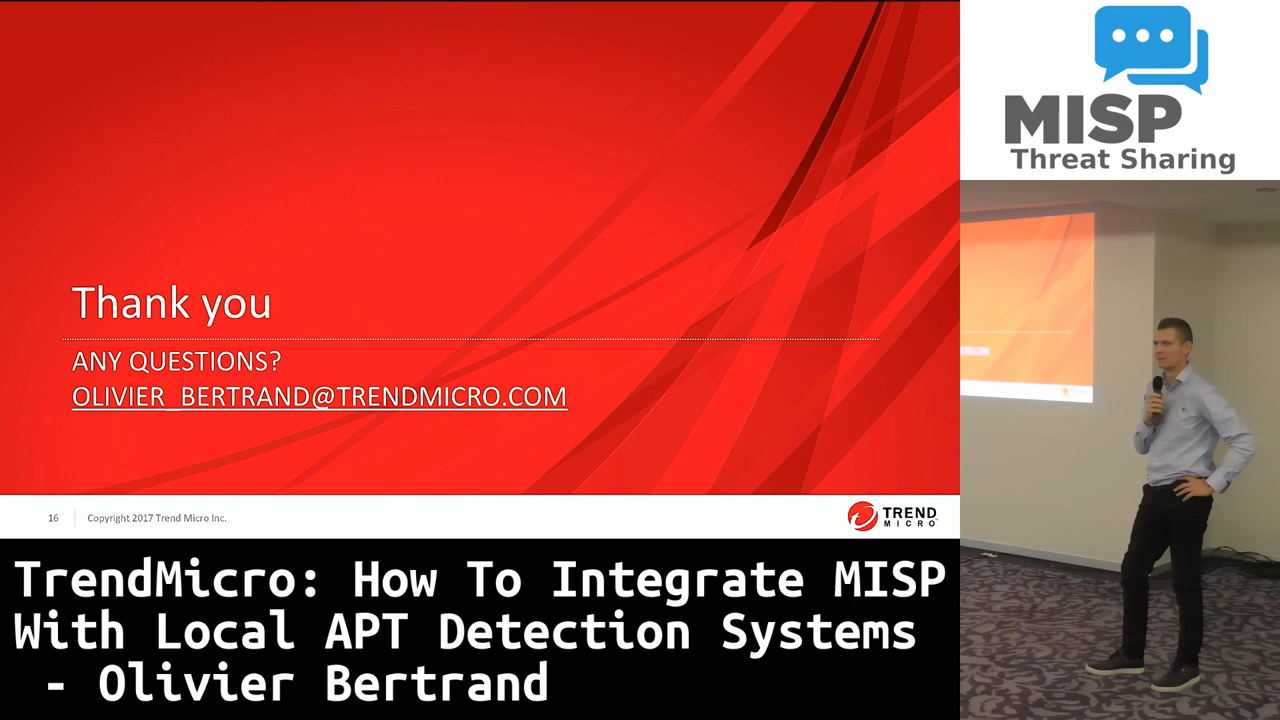 Thank you
ANY QUESTIONS?
OLIVIER_BERTRAND@TRENDMICRO.COM
16
Copyright 2017 Trend Micro Inc.
TREND
MICRO
MISP
Threat Sharing
TrendMicro: How To Integrate MISP
With Local APT Detection Systems
- Olivier Bertrand